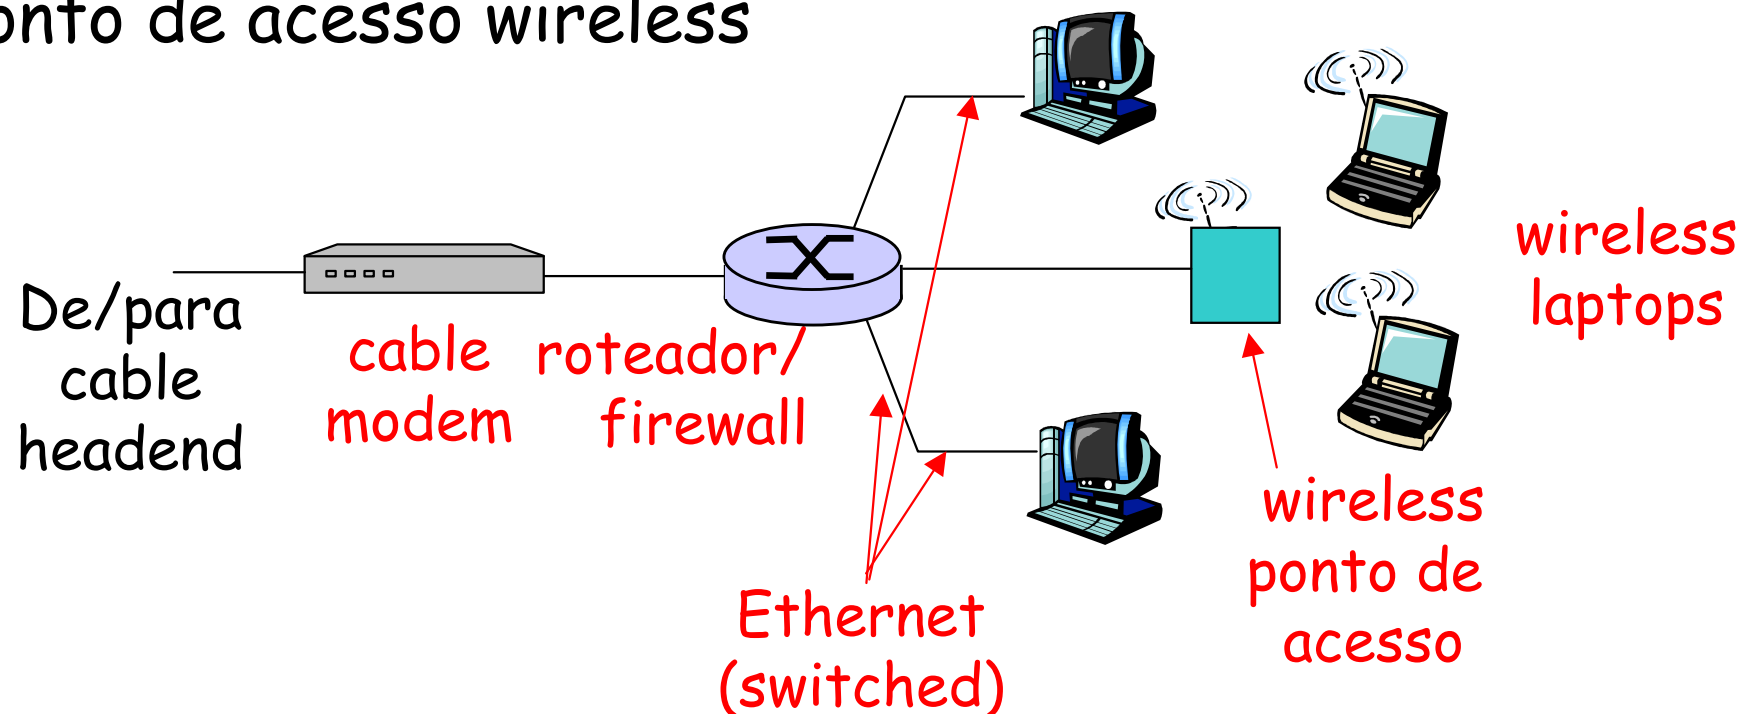 onto de acesso wireless
De/para
cable
headend
cable
modem
roteador/
firewall
wireless
laptops
wireless
ponto de
acesso
Ethernet
(switched)